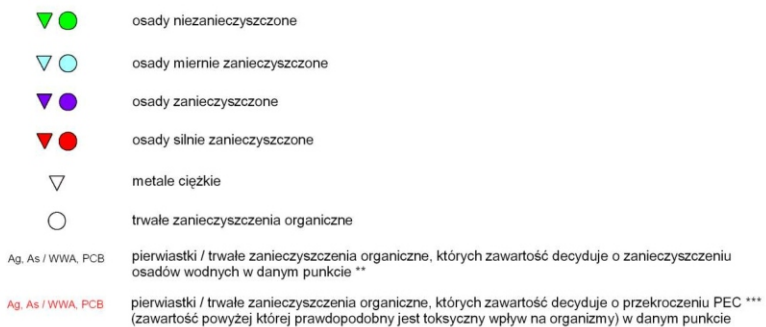 osady niezanieczyszczone
osady miernie zanieczyszczone
osady zanieczyszczone
osady silnie zanieczyszczone
metale ciężkie
trwałe zanieczyszczenia organiczne
Ag, As / WWA, PCB pierwiastki / trwałe zanieczyszczenia organiczne, których zawartość decyduje o zanieczyszczeniu
osadów wodnych w danym punkcie **
Ag, As / WWA, PCB pierwiastki / trwałe zanieczyszczenia organiczne, których zawartość decyduje o przekroczeniu PEC ***
(zawartość powyżej której prawdopodobny jest toksyczny wpływ na organizmy) w danym punkcie